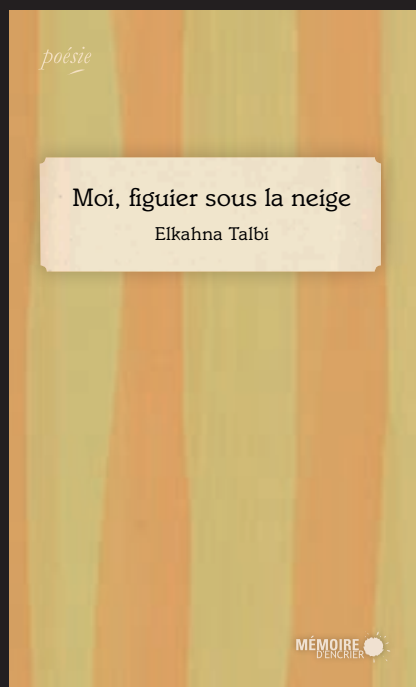 poésie
Moi, figuier sous la neige
Elkahna Talbi
MÉMOIRE
D'ENCRIER